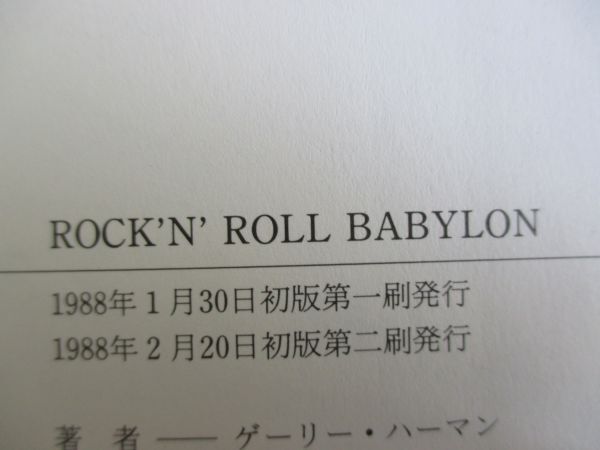 ROCK'N' ROLL BABYLON
1988年1月30日初版第一刷発行
1988年2月20日初版第二刷発行
著 者 ── ゲーリー・ハーマン